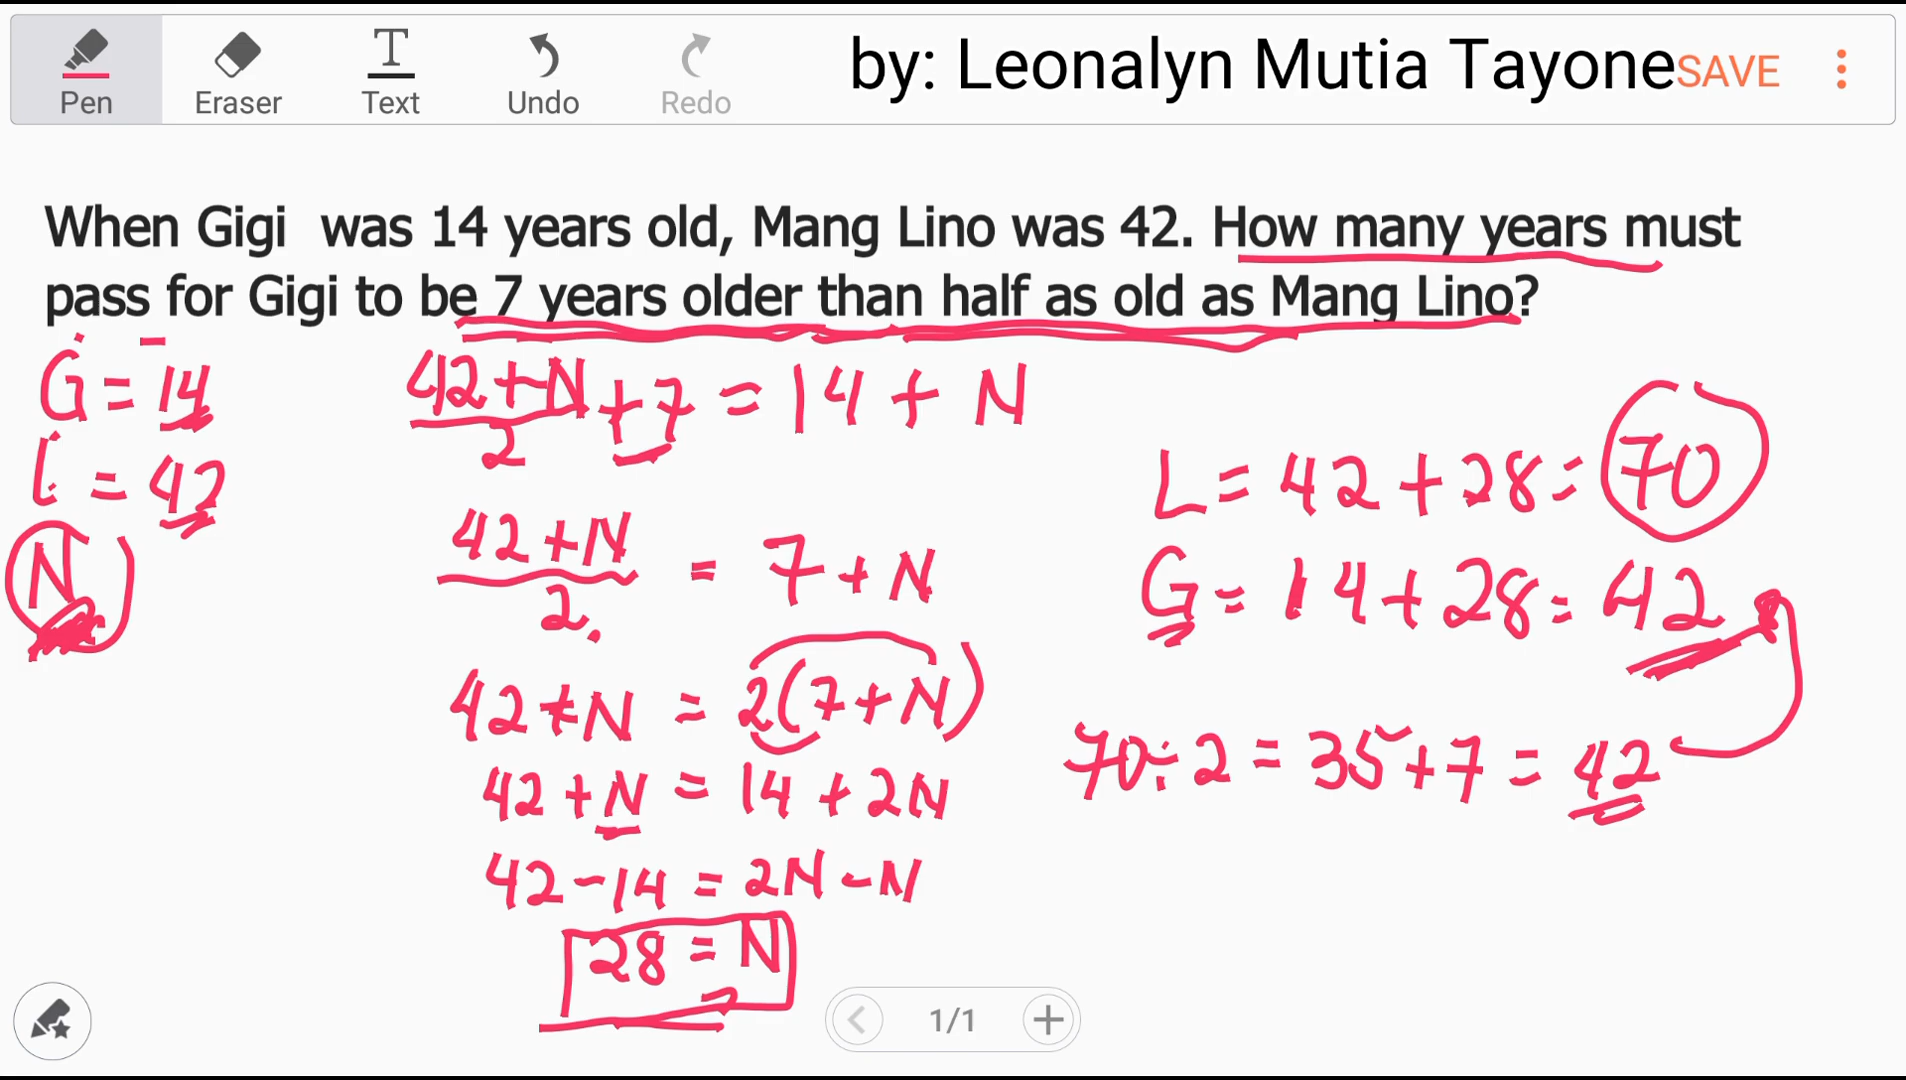 Pen
Eraser
Text
Undo
Redo
by: Leonalyn Mutia Tayone
SAVE
When Gigi was 14 years old, Mang Lino was 42. How many years must
pass for Gigi to be 7 years older than half as old as Mang Lino?
G = 14
L = 42
N
42+N/2 + 7 = 14 + N
42+N/2. = 7 + N
42+N = 2(7+N)
42+N = 14 + 2N
42-14 = 2N-N
28 = N
L = 42+28 = 70
G = 14+28 = 42
70÷2 = 35+7 = 42
1/1